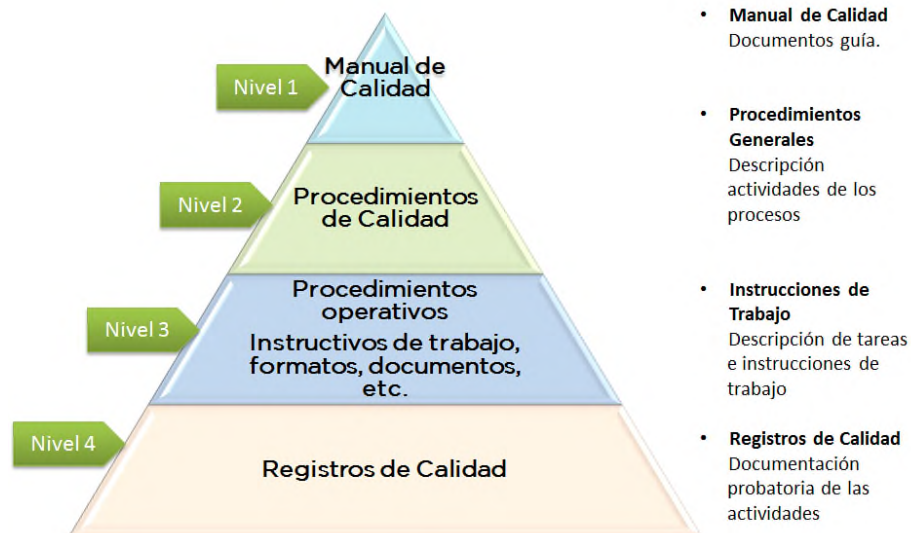 Nivel 1
Manual de
Calidad
Nivel 2
Procedimientos
de Calidad
Nivel 3
Procedimientos
operativos
Instructivos de trabajo,
formatos, documentos,
etc.
Nivel 4
Registros de Calidad
• Manual de Calidad
Documentos guía.
• Procedimientos
Generales
Descripción
actividades de los
procesos
• Instrucciones de
Trabajo
Descripción de tareas
e instrucciones de
trabajo
• Registros de Calidad
Documentación
probatoria de las
actividades